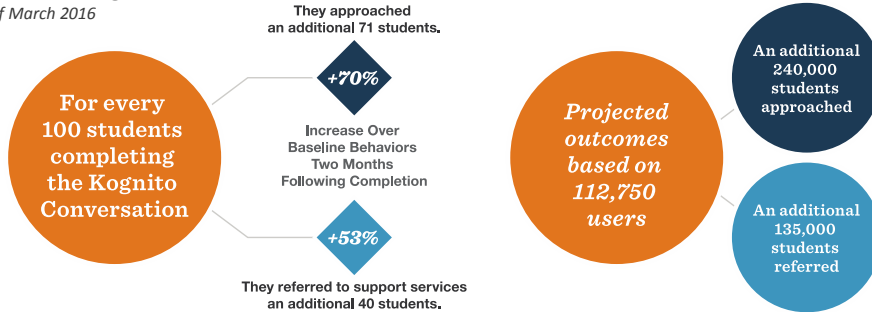 f March 2016
They approached
an additional 71 students.
+70%
For every
100 students
completing
the Kognito
Conversation
Increase Over
Baseline Behaviors
Two Months
Following Completion
+53%
They referred to support services
an additional 40 students.
Projected
outcomes
based on
112,750
users
An additional
240,000
students
approached
An additional
135,000
students
referred